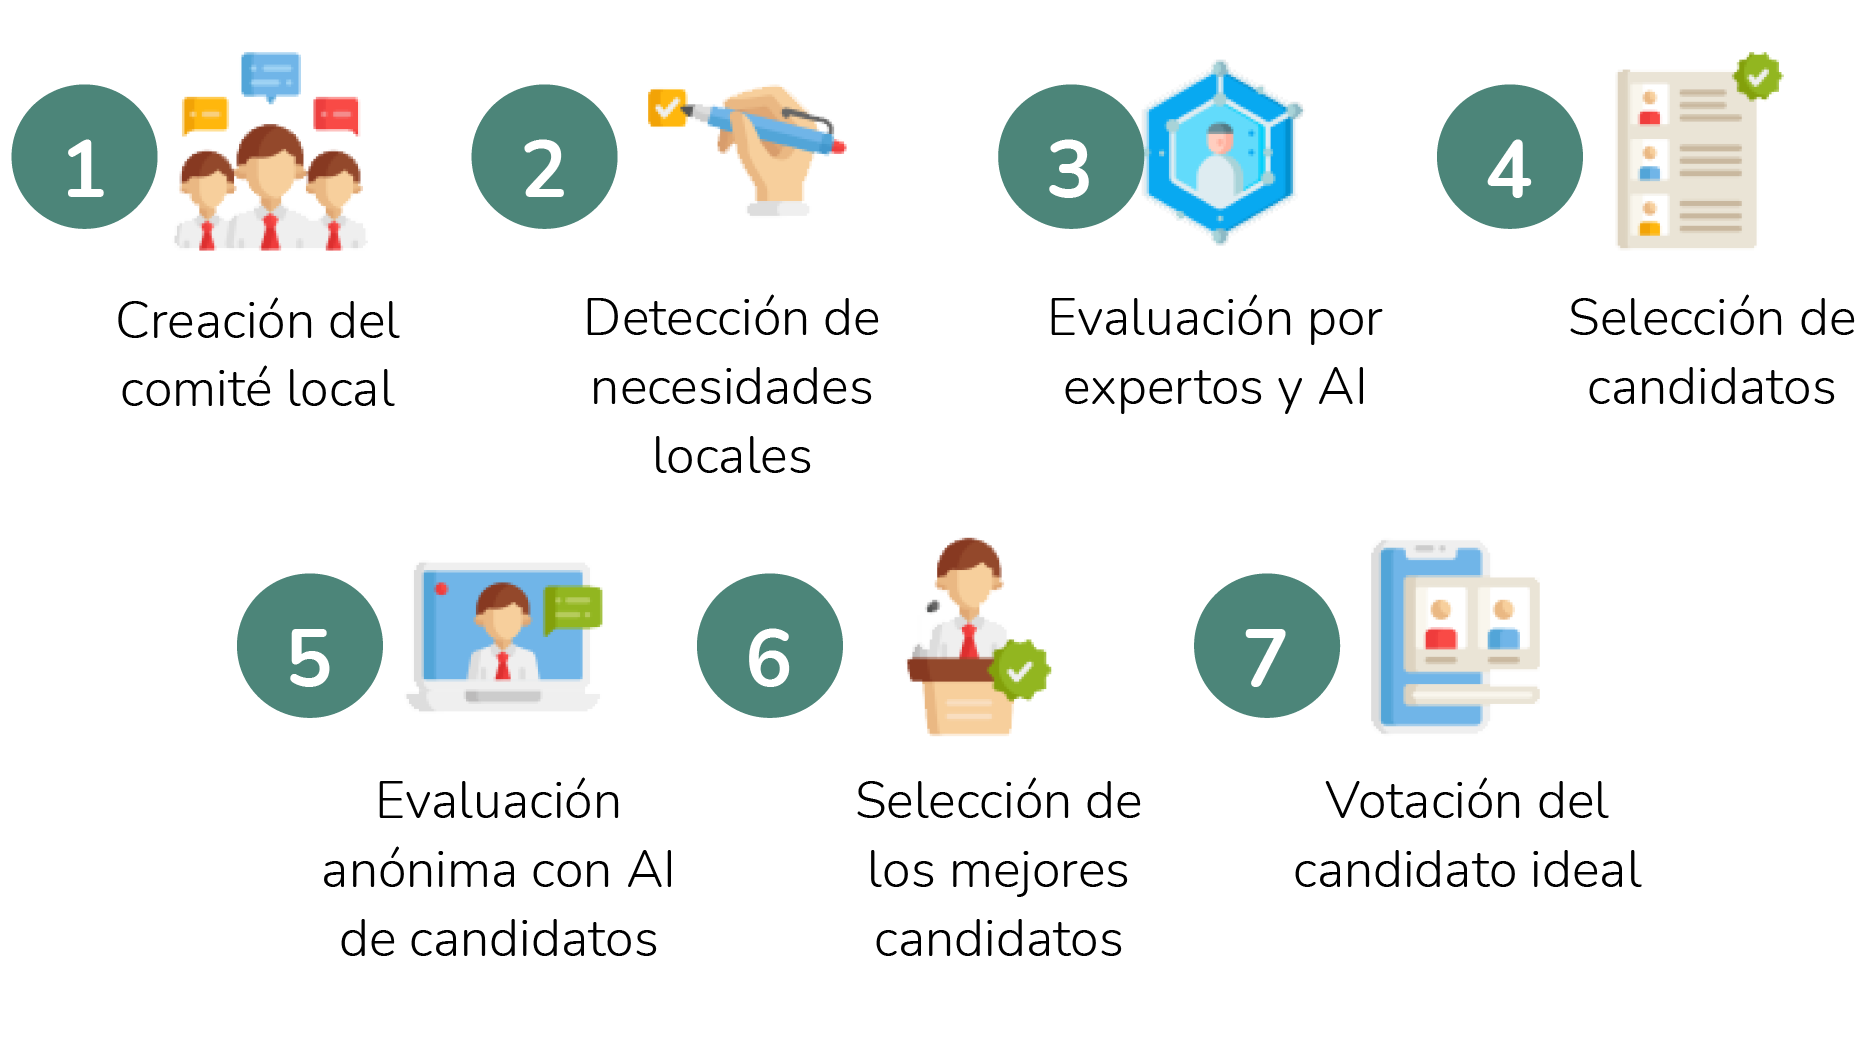 1
Creación del
comité local
2
Detección de
necesidades
locales
3
Evaluación por
expertos y AI
4
Selección de
candidatos
5
Evaluación
anónima con AI
de candidatos
6
Selección de
los mejores
candidatos
7
Votación del
candidato ideal